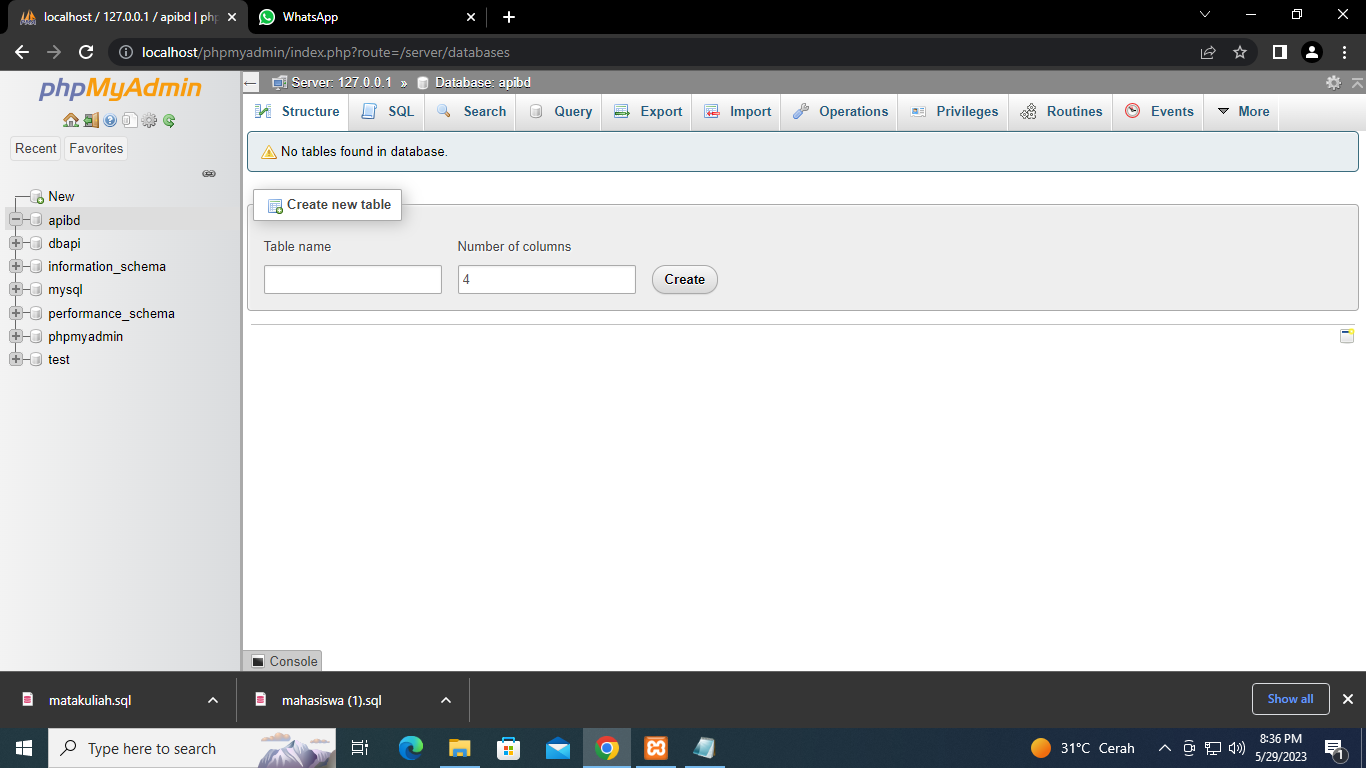 localhost / 127.0.0.1 / apibd | php
WhatsApp
localhost/phpmyadmin/index.php?route=/server/databases
phpMyAdmin
Server: 127.0.0.1 » Database: apibd
Structure SQL Search Query Export Import Operations Privileges Routines Events More
Recent Favorites
No tables found in database.
New
apibd
dbapi
information_schema
mysql
performance_schema
phpmyadmin
test
Create new table
Table name Number of columns
4 Create
Console
matakuliah.sql mahasiswa (1).sql Show all
Type here to search
31°C Cerah
8:36 PM
5/29/2023
1